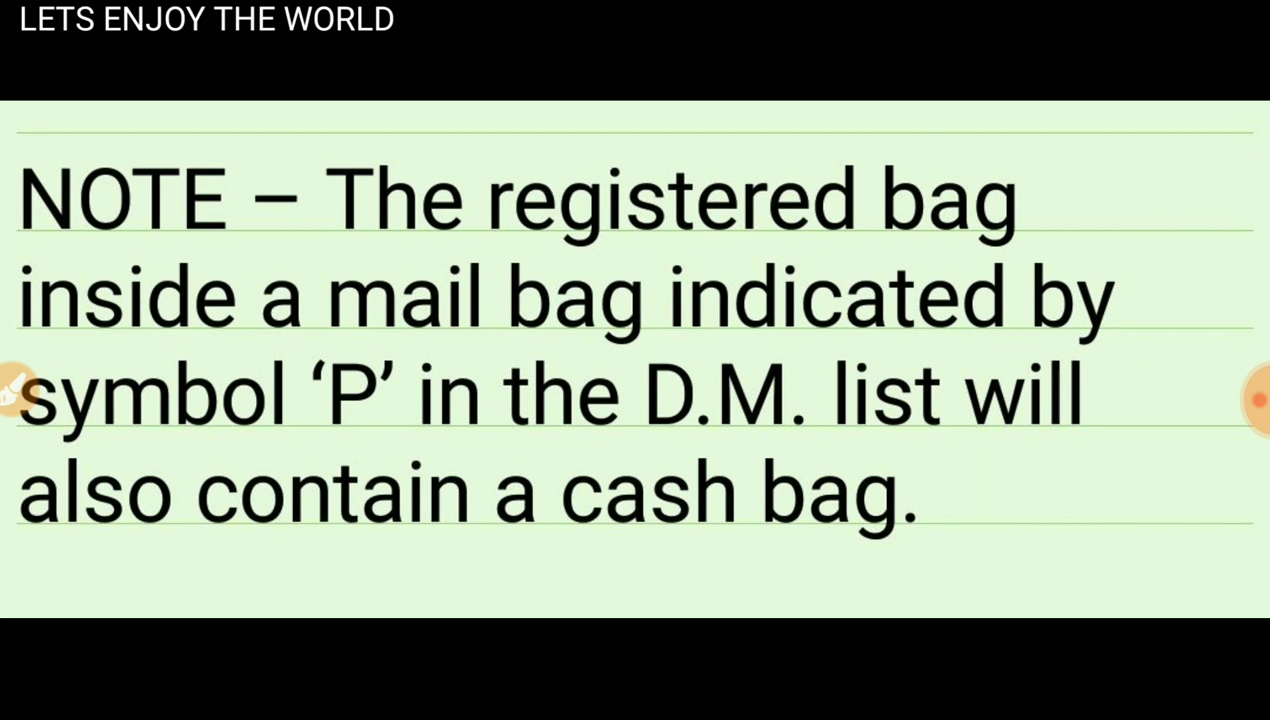 LETS ENJOY THE WORLD
NOTE – The registered bag
inside a mail bag indicated by
symbol ‘P’ in the D.M. list will
also contain a cash bag.